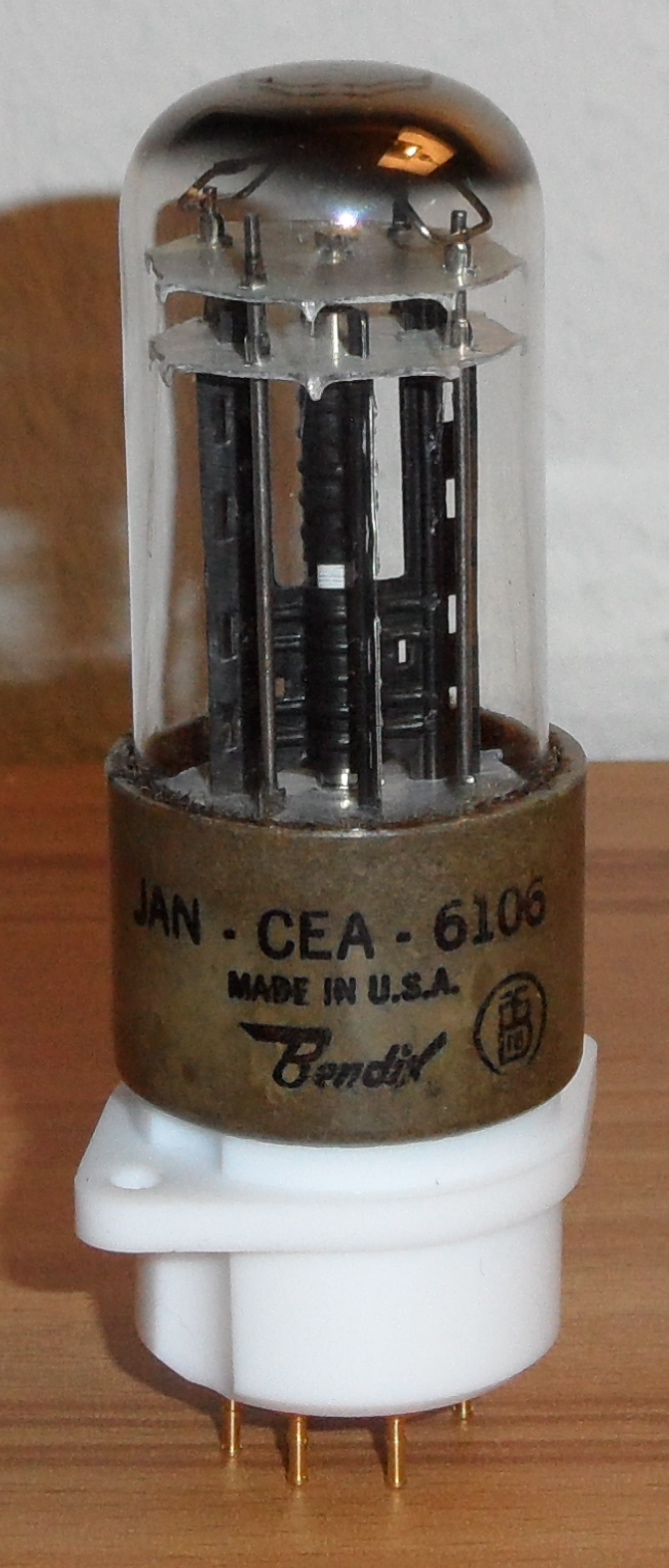 JAN - CEA - 6106
MADE IN U.S.A.
Bendix